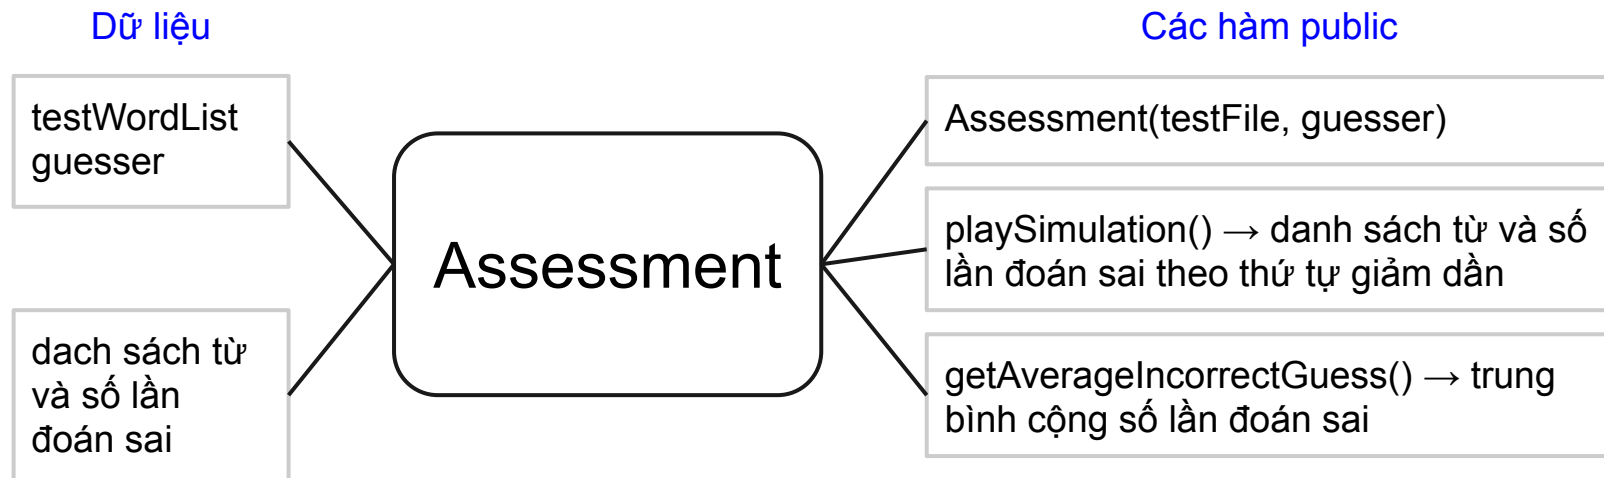 Dữ liệu
Các hàm public
testWordList
guesser
dach sách từ
và số lần
đoán sai
Assessment
Assessment(testFile, guesser)
playSimulation() → danh sách từ và số
lần đoán sai theo thứ tự giảm dần
getAverageIncorrectGuess() → trung
bình cộng số lần đoán sai